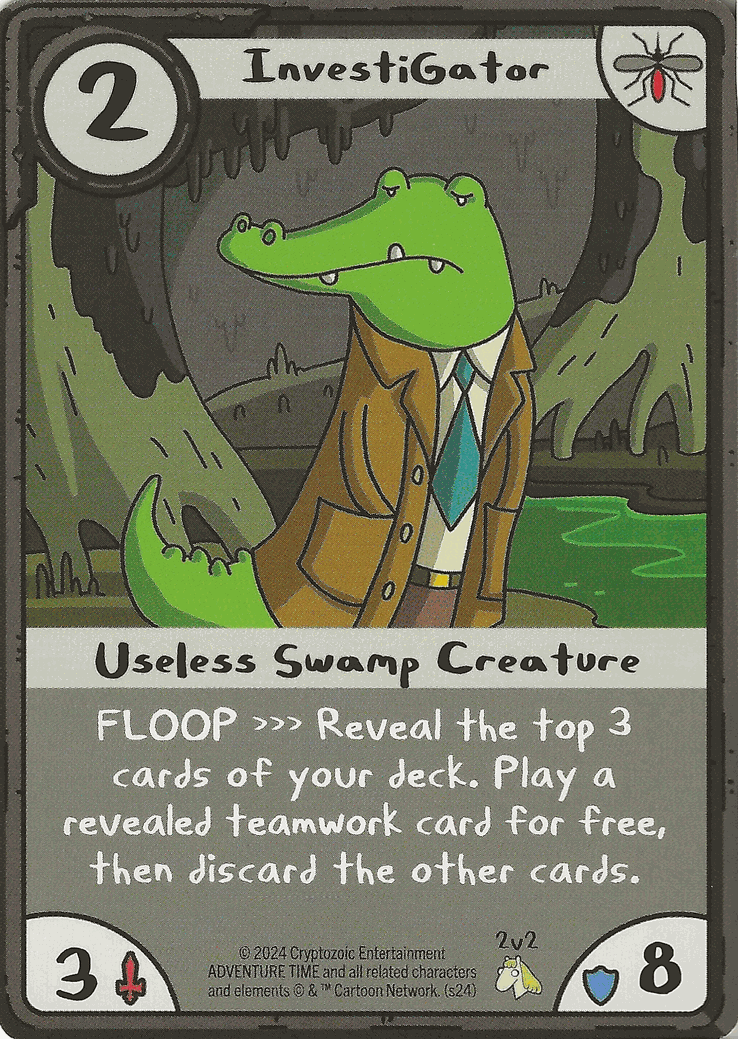 2
InvestiGator
Useless Swamp Creature
FLOOP >>> Reveal the top 3
cards of your deck. Play a
revealed teamwork card for free,
then discard the other cards.
3
© 2024 Cryptozoic Entertainment
ADVENTURE TIME and all related characters
and elements © & ™ Cartoon Network. (s24)
2v2
8